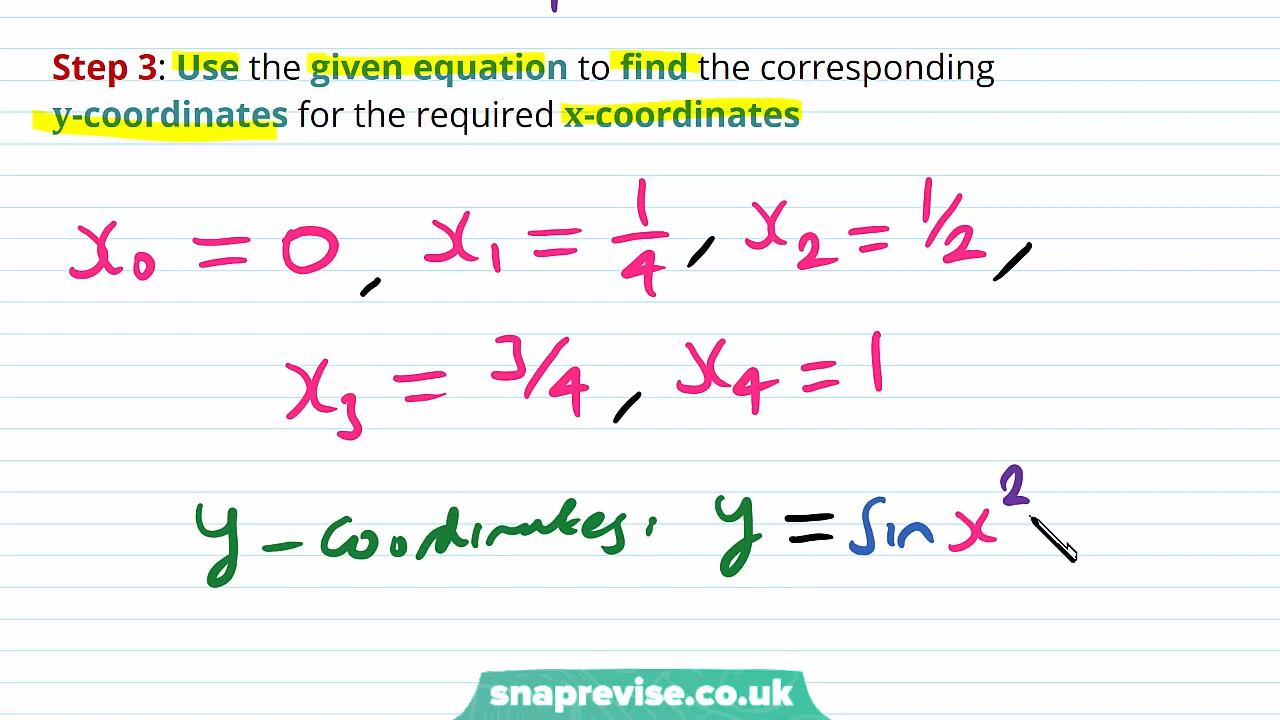 Step 3: Use the given equation to find the corresponding
y-coordinates for the required x-coordinates
x₀ = 0, x₁ = 1/4, x₂ = 1/2,
x₃ = 3/4, x₄ = 1
y-coordinates: y = sin x²
snaprevise.co.uk